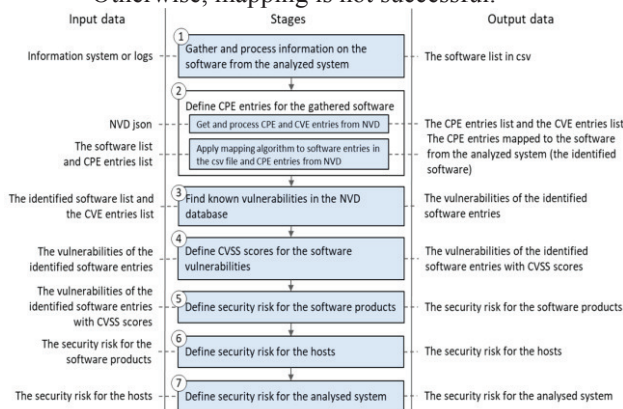 Otherwise, mapping is not successful.
Input data
Stages
Output data
Information system or logs
1
Gather and process information on the
software from the analyzed system
The software list in csv
2
Define CPE entries for the gathered software
NVD json
Get and process CPE and CVE entries from NVD
The CPE entries list and the CVE entries list
The software list
and CPE entries list
Apply mapping algorithm to software entries in
the csv file and CPE entries from NVD
The CPE entries mapped to the software
from the analyzed system (the identified
software)
The identified software list and
the CVE entries list
3
Find known vulnerabilities in the NVD
database
The vulnerabilities of the identified
software entries
The vulnerabilities of the
identified software entries
4
Define CVSS scores for the software
vulnerabilities
The vulnerabilities of the identified
software entries with CVSS scores
The vulnerabilities of the
identified software entries
with CVSS scores
5
Define security risk for the software products
The security risk for the software products
The security risk for the
software products
6
Define security risk for the hosts
The security risk for the hosts
The security risk for the hosts
7
Define security risk for the analysed system
The security risk for the analysed system